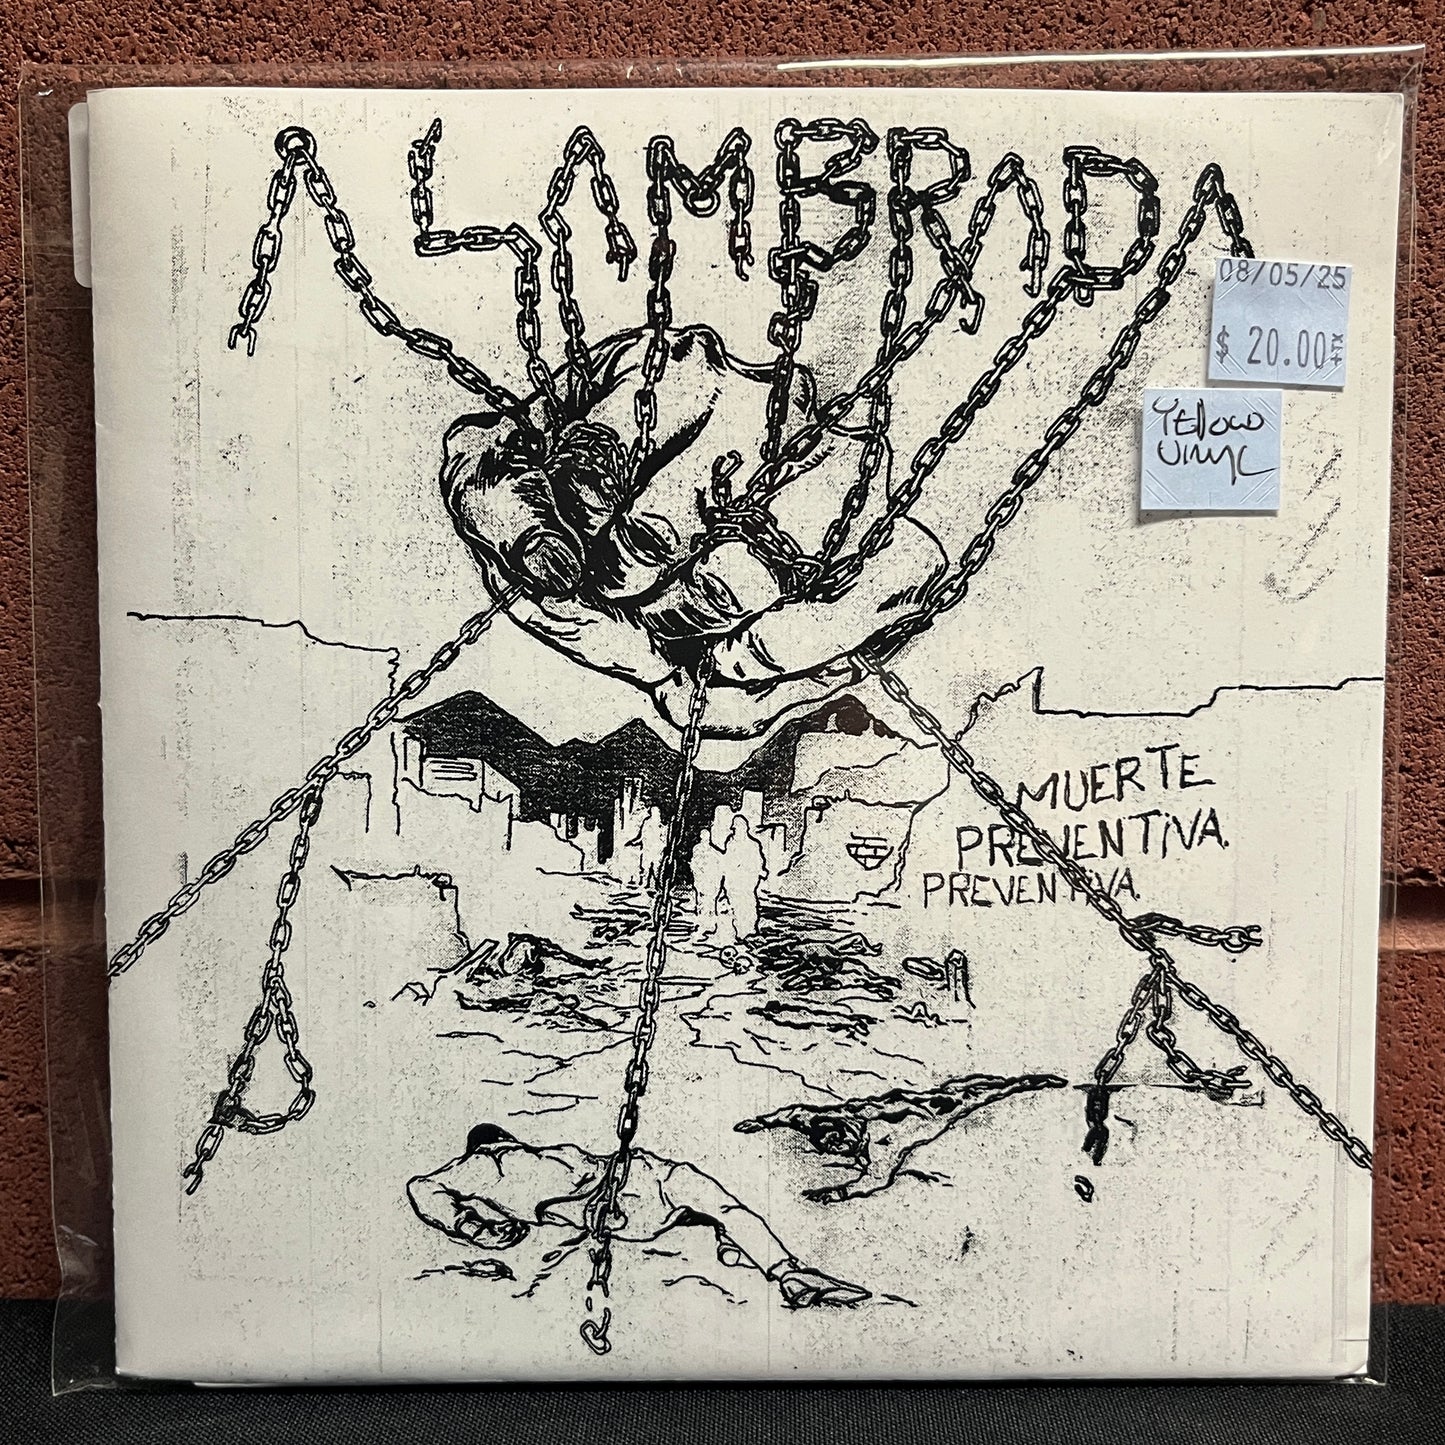 ALAMBRADA
08/05/25
$ 20.00
Yellow
Vinyl
MUERTE
PREVENTIVA.
PREVENTIVA.